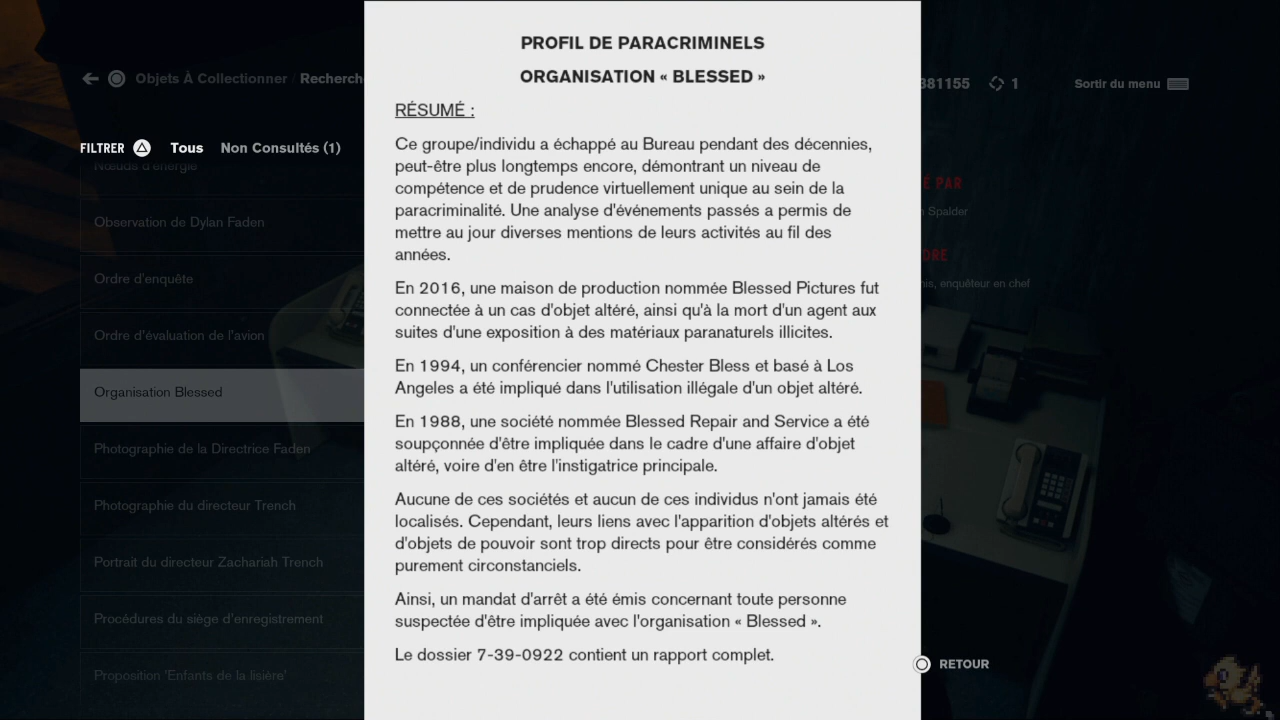 PROFIL DE PARACRIMINELS
ORGANISATION « BLESSED »
RÉSUMÉ :
Ce groupe/individu a échappé au Bureau pendant des décennies,
peut-être plus longtemps encore, démontrant un niveau de
compétence et de prudence virtuellement unique au sein de la
paracriminalité. Une analyse d'événements passés a permis de
mettre au jour diverses mentions de leurs activités au fil des
années.
En 2016, une maison de production nommée Blessed Pictures fut
connectée à un cas d'objet altéré, ainsi qu'à la mort d'un agent aux
suites d'une exposition à des matériaux paranaturels illicites.
En 1994, un conférencier nommé Chester Bless et basé à Los
Angeles a été impliqué dans l'utilisation illégale d'un objet altéré.
En 1988, une société nommée Blessed Repair and Service a été
soupçonnée d'être impliquée dans le cadre d'une affaire d'objet
altéré, voire d'en être l'instigatrice principale.
Aucune de ces sociétés et aucun de ces individus n'ont jamais été
localisés. Cependant, leurs liens avec l'apparition d'objets altérés et
d'objets de pouvoir sont trop directs pour être considérés comme
purement circonstanciels.
Ainsi, un mandat d'arrêt a été émis concernant toute personne
suspectée d'être impliquée avec l'organisation « Blessed ».
Le dossier 7-39-0922 contient un rapport complet.
Objets À Collectionner / Recherch
FILTRER Tous Non Consultés (1)
Nœuds d'énergie
Observation de Dylan Faden
Ordre d'enquête
Ordre d'évaluation de l'avion
Organisation Blessed
Photographie de la Directrice Faden
Photographie du directeur Trench
Portrait du directeur Zachariah Trench
Procédures du siège d'enregistrement
Proposition 'Enfants de la lisière'
381155 1
Sortir du menu
PAR
Spalder
DRE
enquêteur en chef
RETOUR